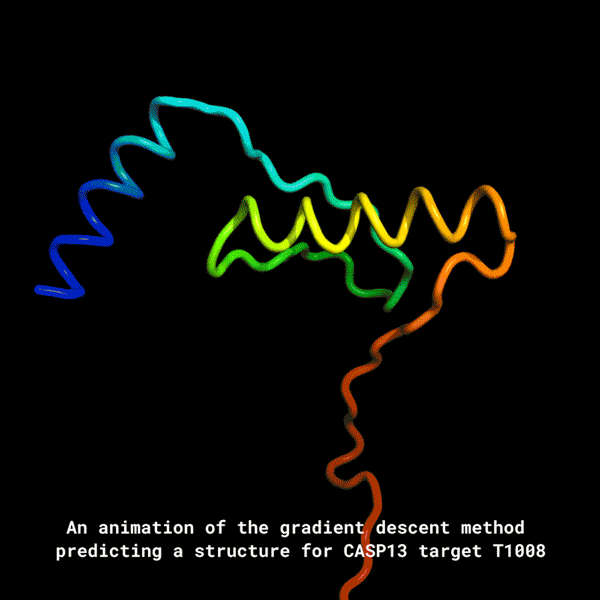 An animation of the gradient descent method
predicting a structure for CASP13 target T1008